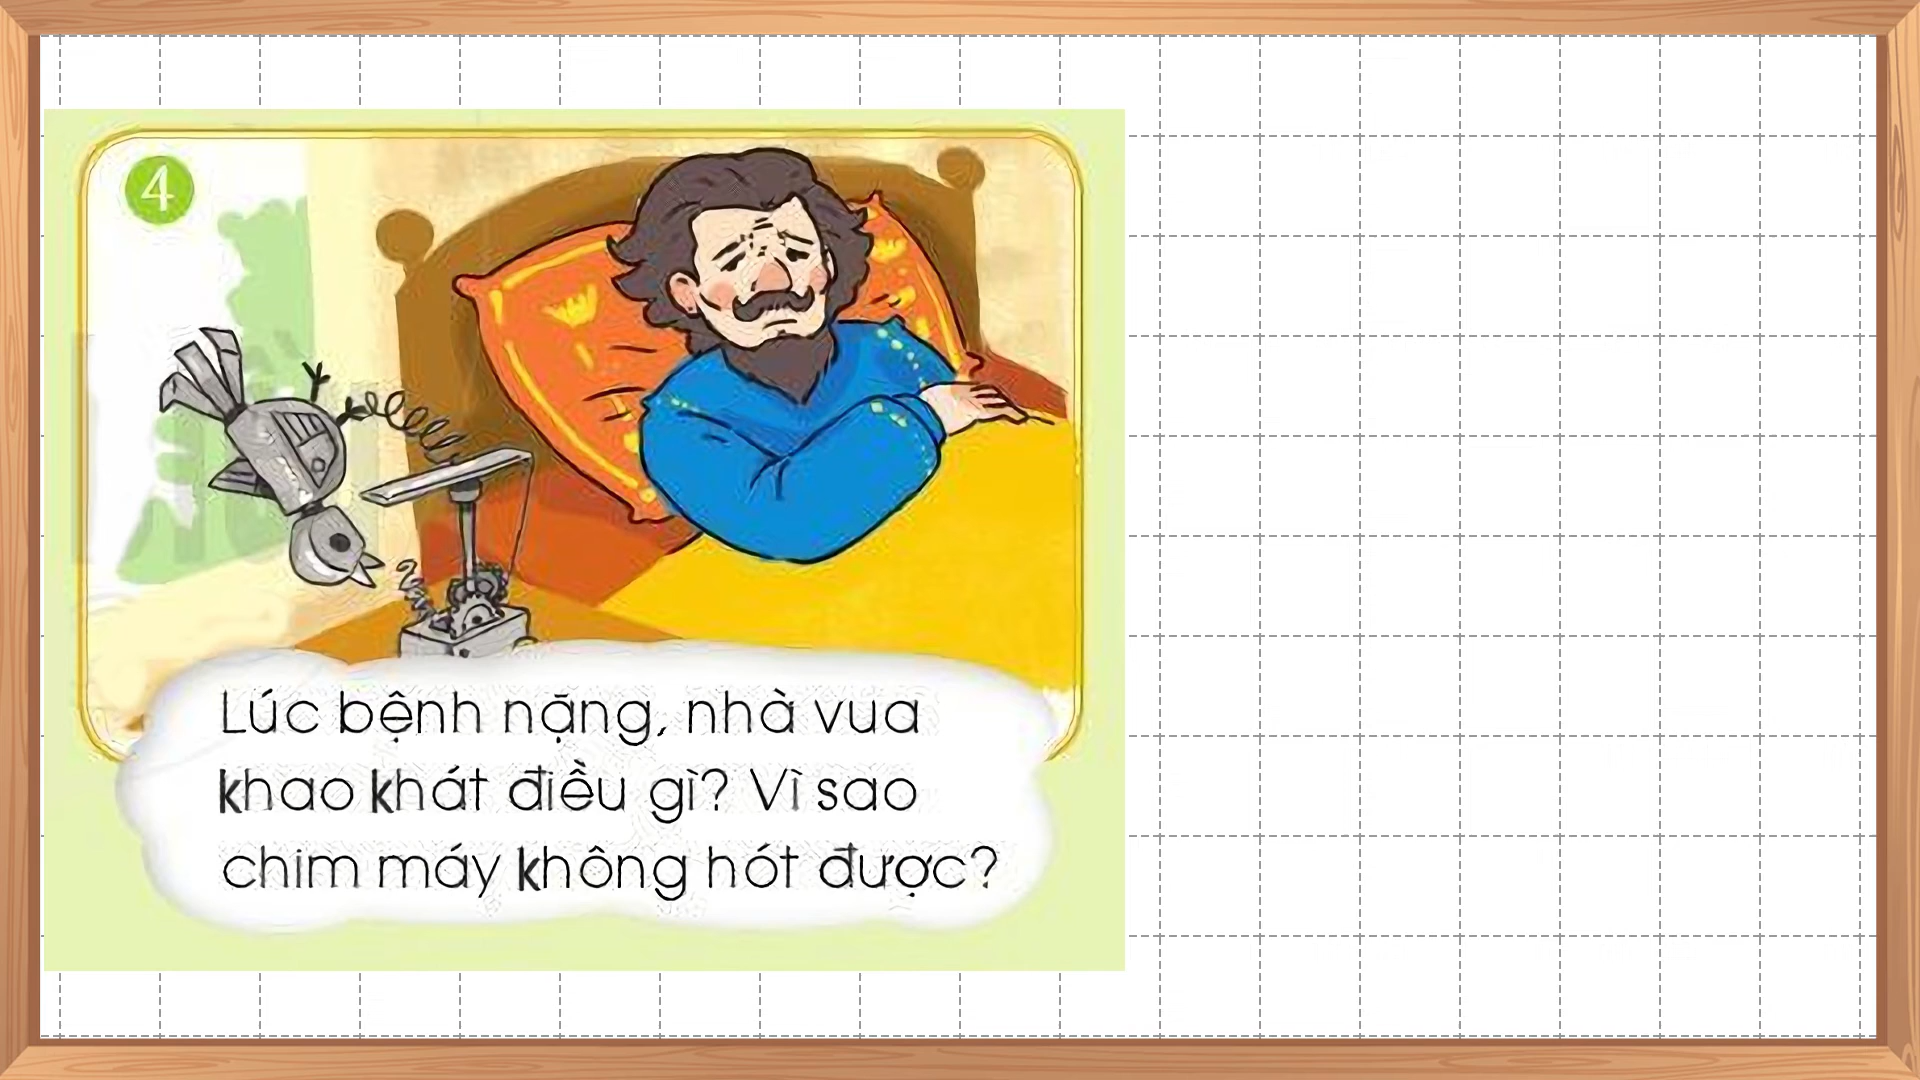 4
Lúc bệnh nặng, nhà vua
khao khát điều gì? Vì sao
chim máy không hót được?